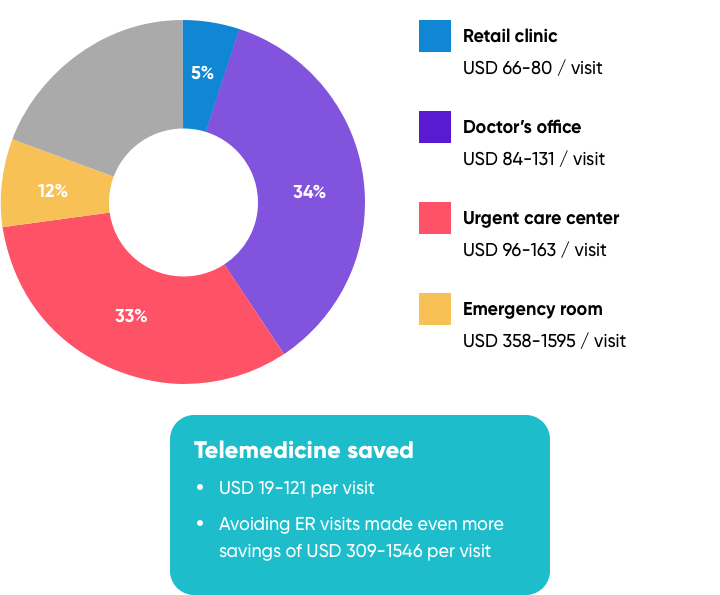 5%
34%
33%
12%
Retail clinic
USD 66-80 / visit
Doctor's office
USD 84-131 / visit
Urgent care center
USD 96-163 / visit
Emergency room
USD 358-1595 / visit
Telemedicine saved
• USD 19-121 per visit
• Avoiding ER visits made even more
savings of USD 309-1546 per visit